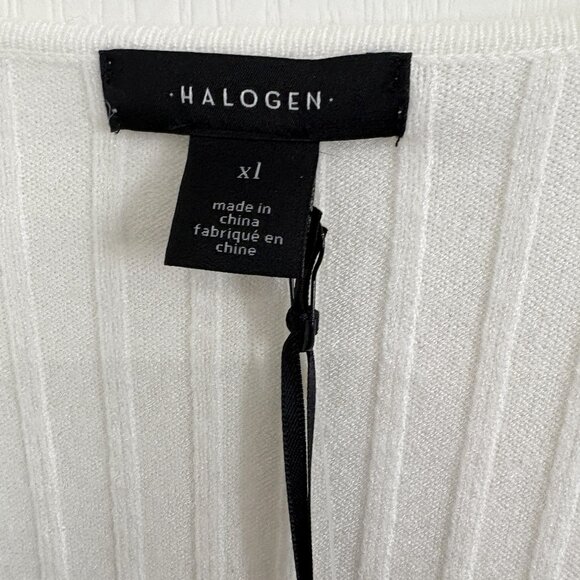 ·HALOGEN·
xl
made in
china
fabriqué en
chine